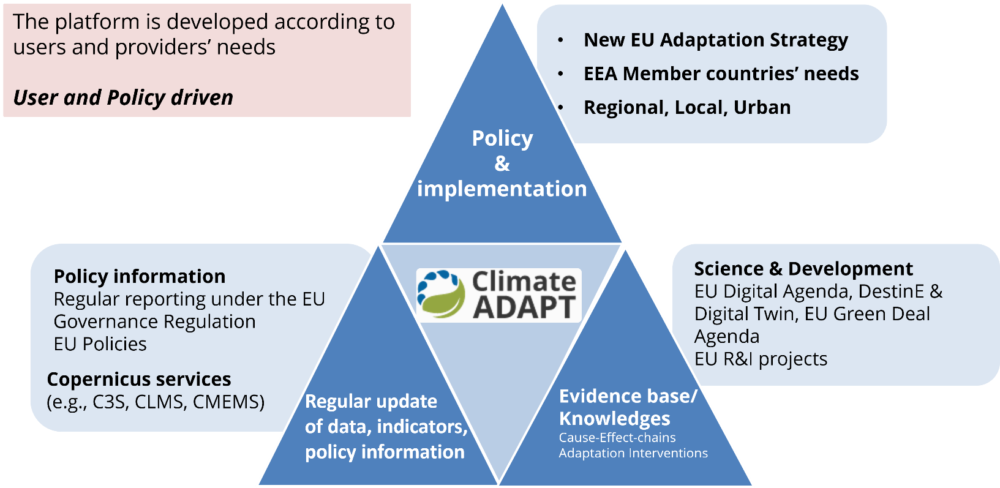 The platform is developed according to
users and providers’ needs
User and Policy driven
• New EU Adaptation Strategy
• EEA Member countries’ needs
• Regional, Local, Urban
Policy
&
implementation
Policy information
Regular reporting under the EU
Governance Regulation
EU Policies
Copernicus services
(e.g., C3S, CLMS, CMEMS)
Climate
ADAPT
Science & Development
EU Digital Agenda, DestinE &
Digital Twin, EU Green Deal
Agenda
EU R&I projects
Regular update
of data, indicators,
policy information
Evidence base/
Knowledges
Cause-Effect-chains
Adaptation Interventions